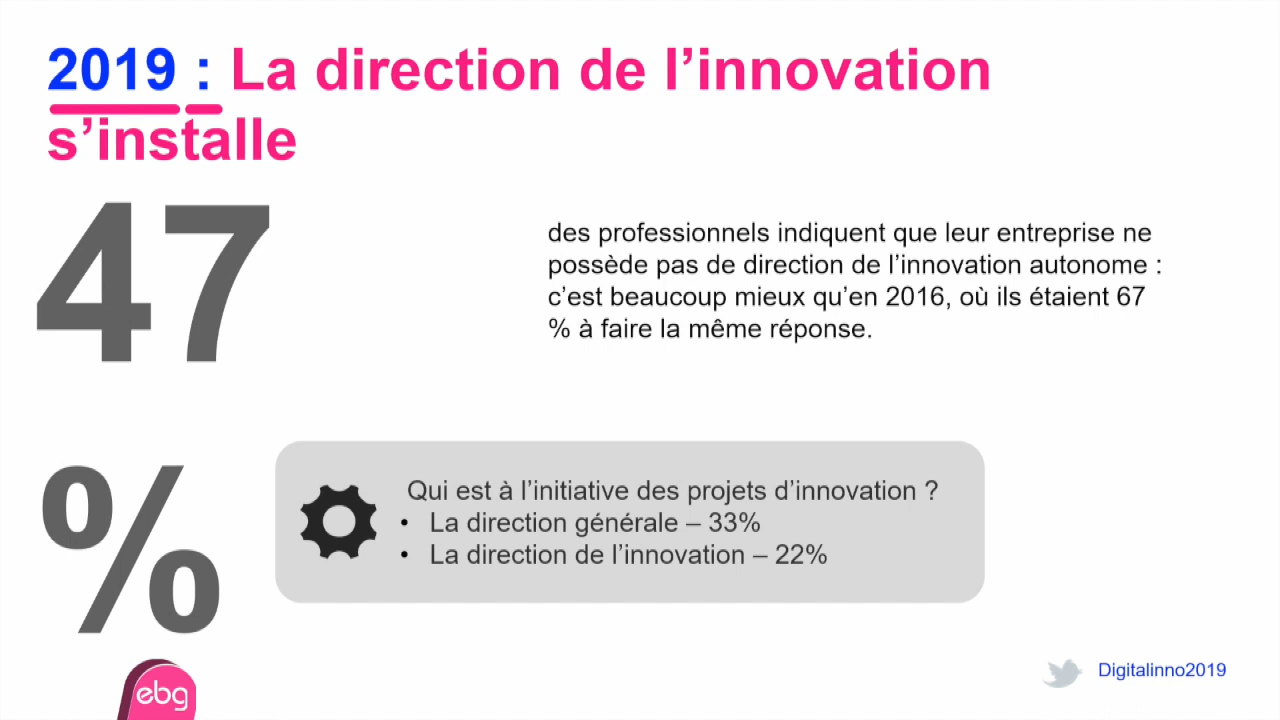 2019 : La direction de l’innovation
s’installe
47
%
des professionnels indiquent que leur entreprise ne
possède pas de direction de l’innovation autonome :
c’est beaucoup mieux qu’en 2016, où ils étaient 67
% à faire la même réponse.
Qui est à l’initiative des projets d’innovation ?
• La direction générale – 33%
• La direction de l’innovation – 22%
ebg
Digitalinno2019